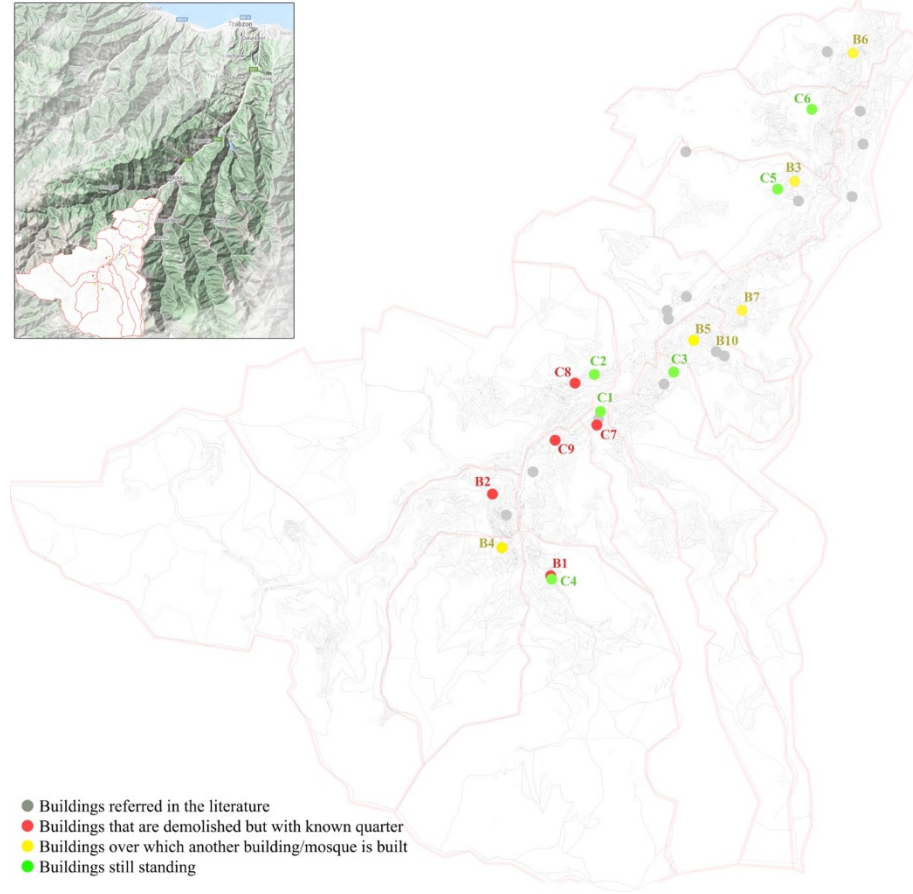 Trabzon
B6
C6
B3
C5
B7
B5
B10
C2
C3
C8
C1
C7
C9
B2
B4
B1
C4
Buildings referred in the literature
Buildings that are demolished but with known quarter
Buildings over which another building/mosque is built
Buildings still standing